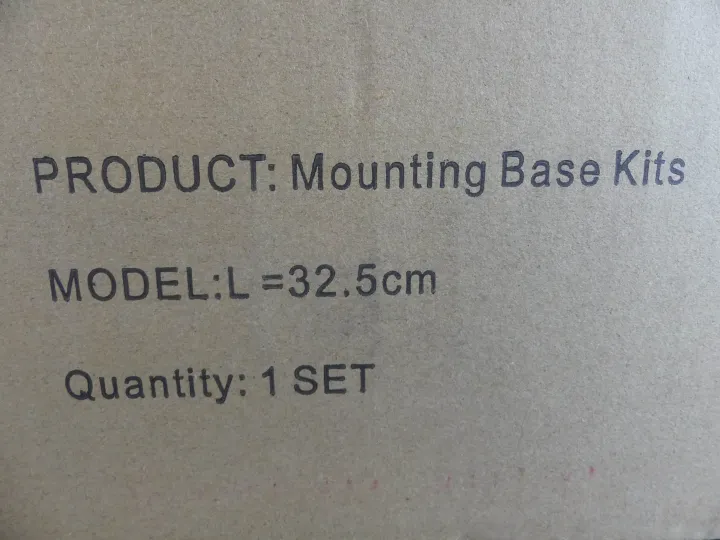 PRODUCT: Mounting Base Kits
MODEL:L =32.5cm
Quantity: 1 SET